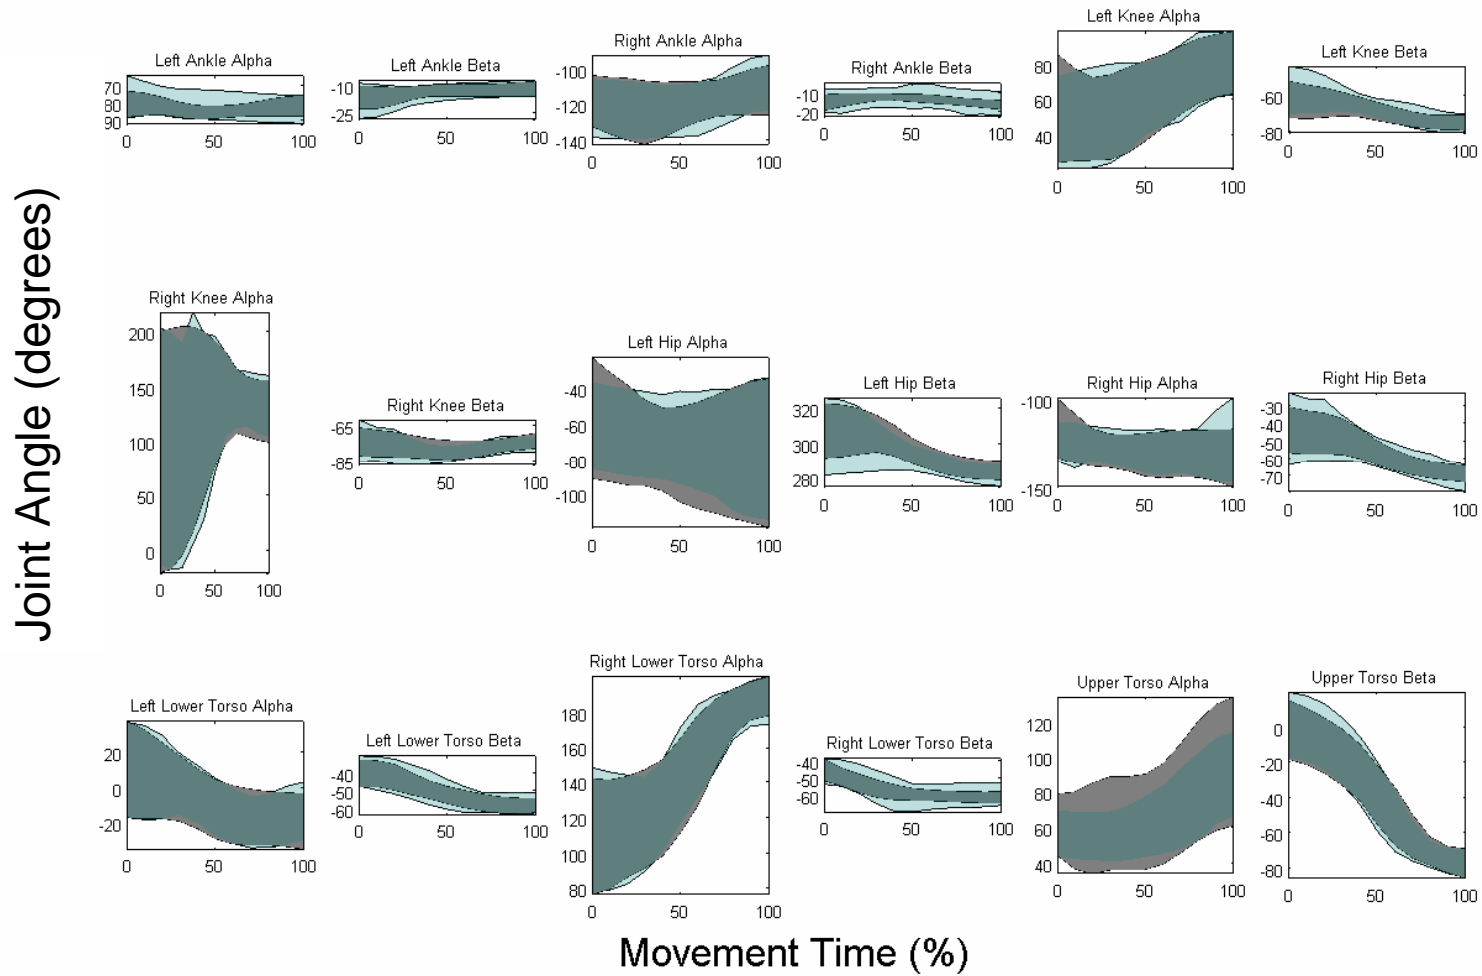 Joint Angle (degrees)
Left Ankle Alpha
70
80
90
0 50 100
Left Ankle Beta
-10
-25
0 50 100
Right Ankle Alpha
-100
-120
-140
0 50 100
Right Ankle Beta
-10
-20
0 50 100
Left Knee Alpha
80
60
40
0 50 100
Left Knee Beta
-60
-80
0 50 100
Right Knee Alpha
200
150
100
50
0
0 50 100
Right Knee Beta
-65
-85
0 50 100
Left Hip Alpha
-40
-60
-80
-100
0 50 100
Left Hip Beta
320
300
280
0 50 100
Right Hip Alpha
-100
-150
0 50 100
Right Hip Beta
-30
-40
-50
-60
-70
0 50 100
Left Lower Torso Alpha
20
0
-20
0 50 100
Left Lower Torso Beta
-40
-50
-60
0 50 100
Right Lower Torso Alpha
180
160
140
120
100
80
0 50 100
Right Lower Torso Beta
-40
-50
-60
0 50 100
Upper Torso Alpha
120
100
80
60
40
0 50 100
Upper Torso Beta
0
-20
-40
-60
-80
0 50 100
Movement Time (%)